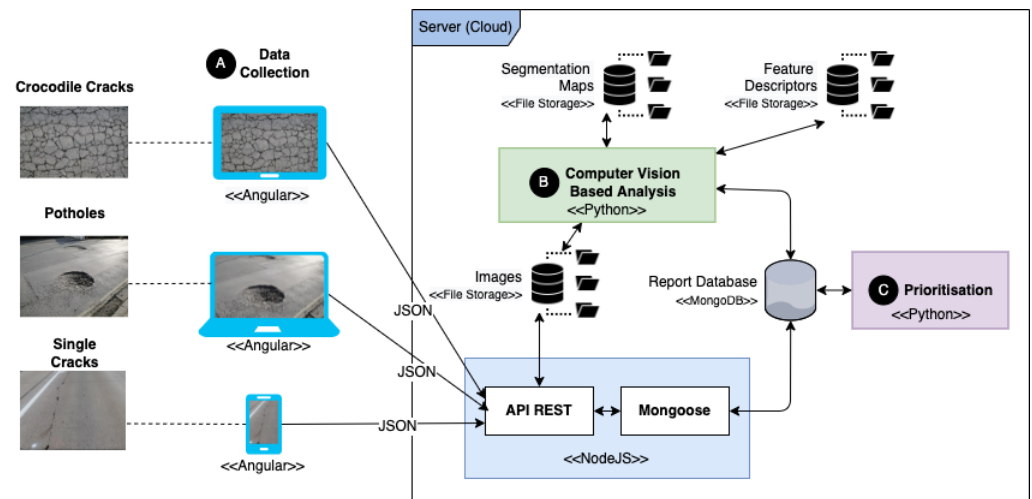 Server (Cloud)
A
Data
Collection
Crocodile Cracks
<<Angular>>
Potholes
<<Angular>>
Single
Cracks
<<Angular>>
JSON
JSON
JSON
Segmentation
Maps
<<File Storage>>
Feature
Descriptors
<<File Storage>>
B
Computer Vision
Based Analysis
<<Python>>
Images
<<File Storage>>
Report Database
<<MongoDB>>
C
Prioritisation
<<Python>>
API REST
Mongoose
<<NodeJS>>